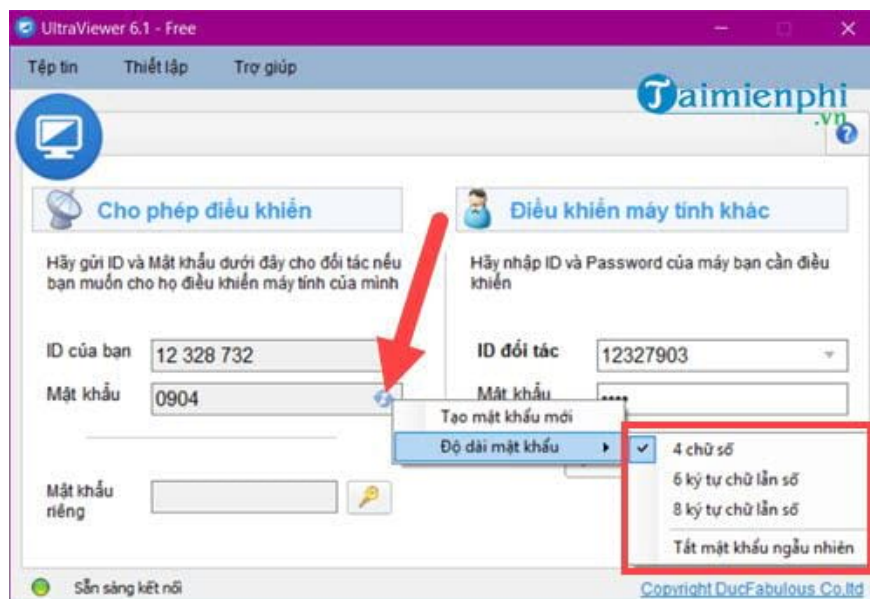 UltraViewer 6.1 - Free
Tệp tin Thiết lập Trợ giúp
Taimienphi
.vn
Cho phép điều khiển
Hãy gửi ID và Mật khẩu dưới đây cho đối tác nếu
bạn muốn cho họ điều khiển máy tính của mình
ID của bạn 12 328 732
Mật khẩu 0904
Mật khẩu
riêng
Điều khiển máy tính khác
Hãy nhập ID và Password của máy bạn cần điều
khiển
ID đối tác 12327903
Mật khẩu ••••
Tạo mật khẩu mới
Độ dài mật khẩu
4 chữ số
6 ký tự chữ lẫn số
8 ký tự chữ lẫn số
Tắt mật khẩu ngẫu nhiên
Sẵn sàng kết nối
Copyright DucFabulous Co.ltd